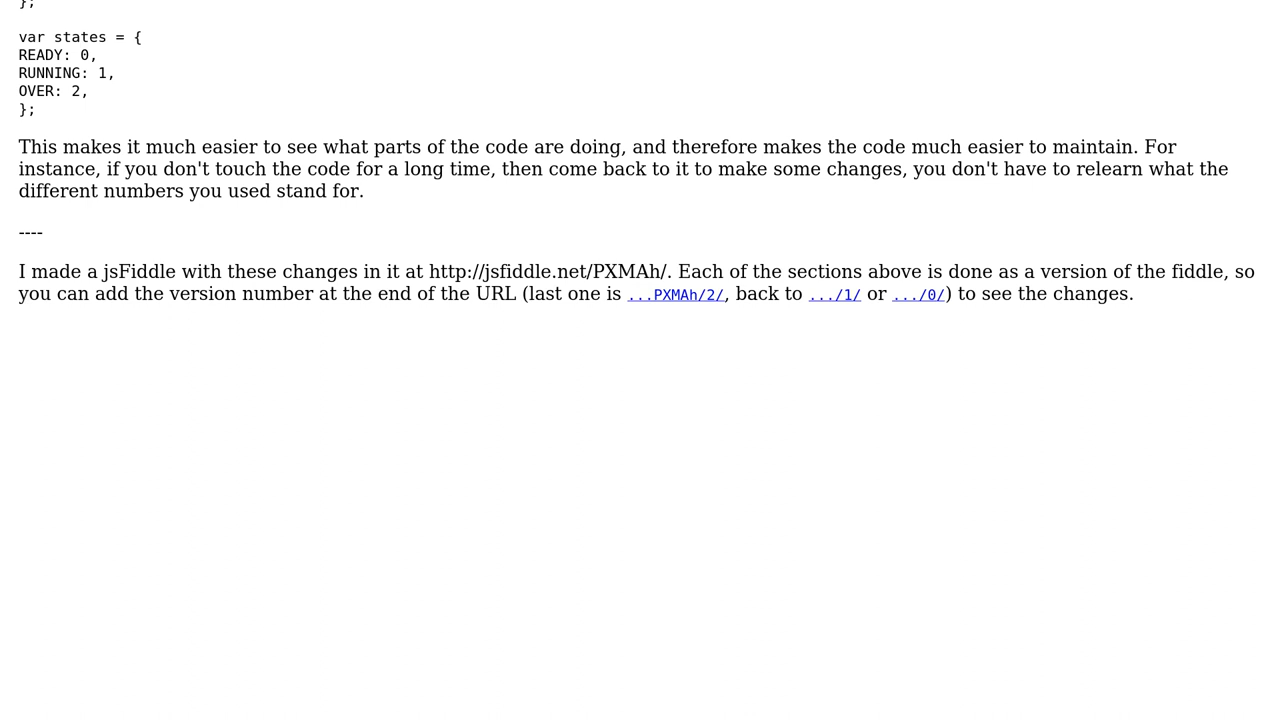 };
var states = {
READY: 0,
RUNNING: 1,
OVER: 2,
};
This makes it much easier to see what parts of the code are doing, and therefore makes the code much easier to maintain. For
instance, if you don't touch the code for a long time, then come back to it to make some changes, you don't have to relearn what the
different numbers you used stand for.
----
I made a jsFiddle with these changes in it at http://jsfiddle.net/PXMAh/. Each of the sections above is done as a version of the fiddle, so
you can add the version number at the end of the URL (last one is ...PXMAh/2/, back to .../1/ or .../0/) to see the changes.